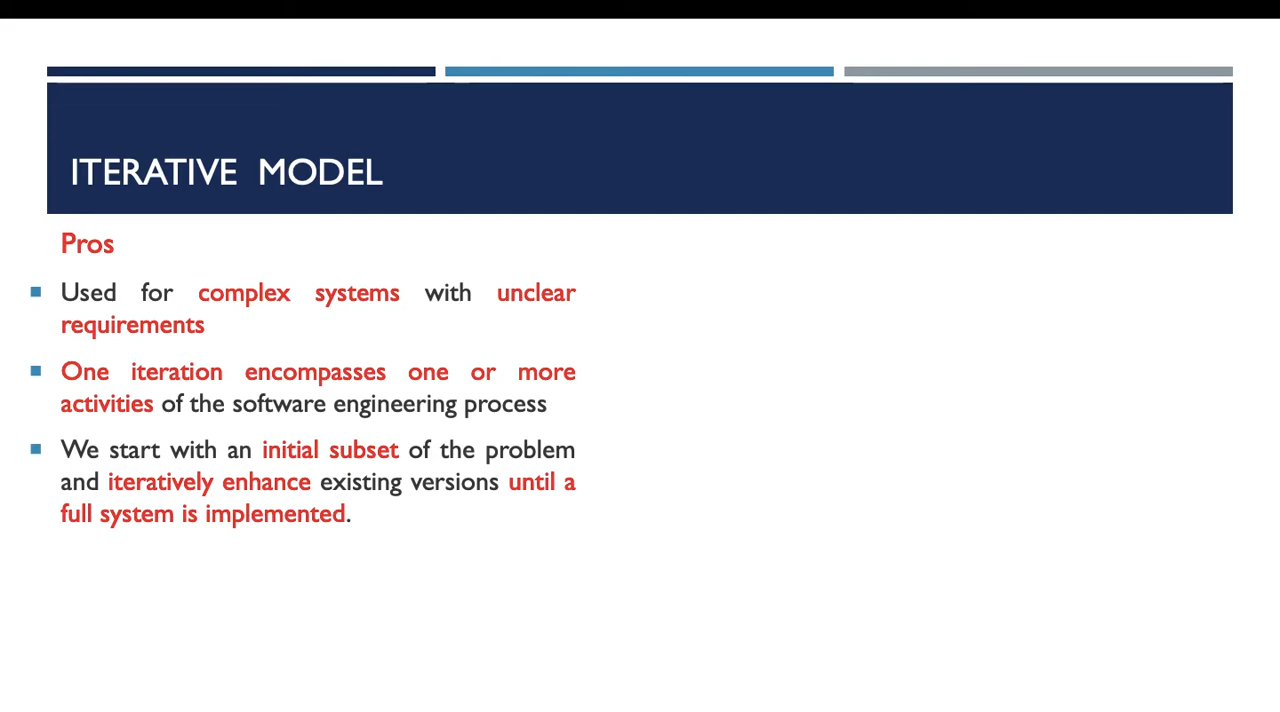 ITERATIVE MODEL
Pros
Used for complex systems with unclear
requirements
One iteration encompasses one or more
activities of the software engineering process
We start with an initial subset of the problem
and iteratively enhance existing versions until a
full system is implemented.